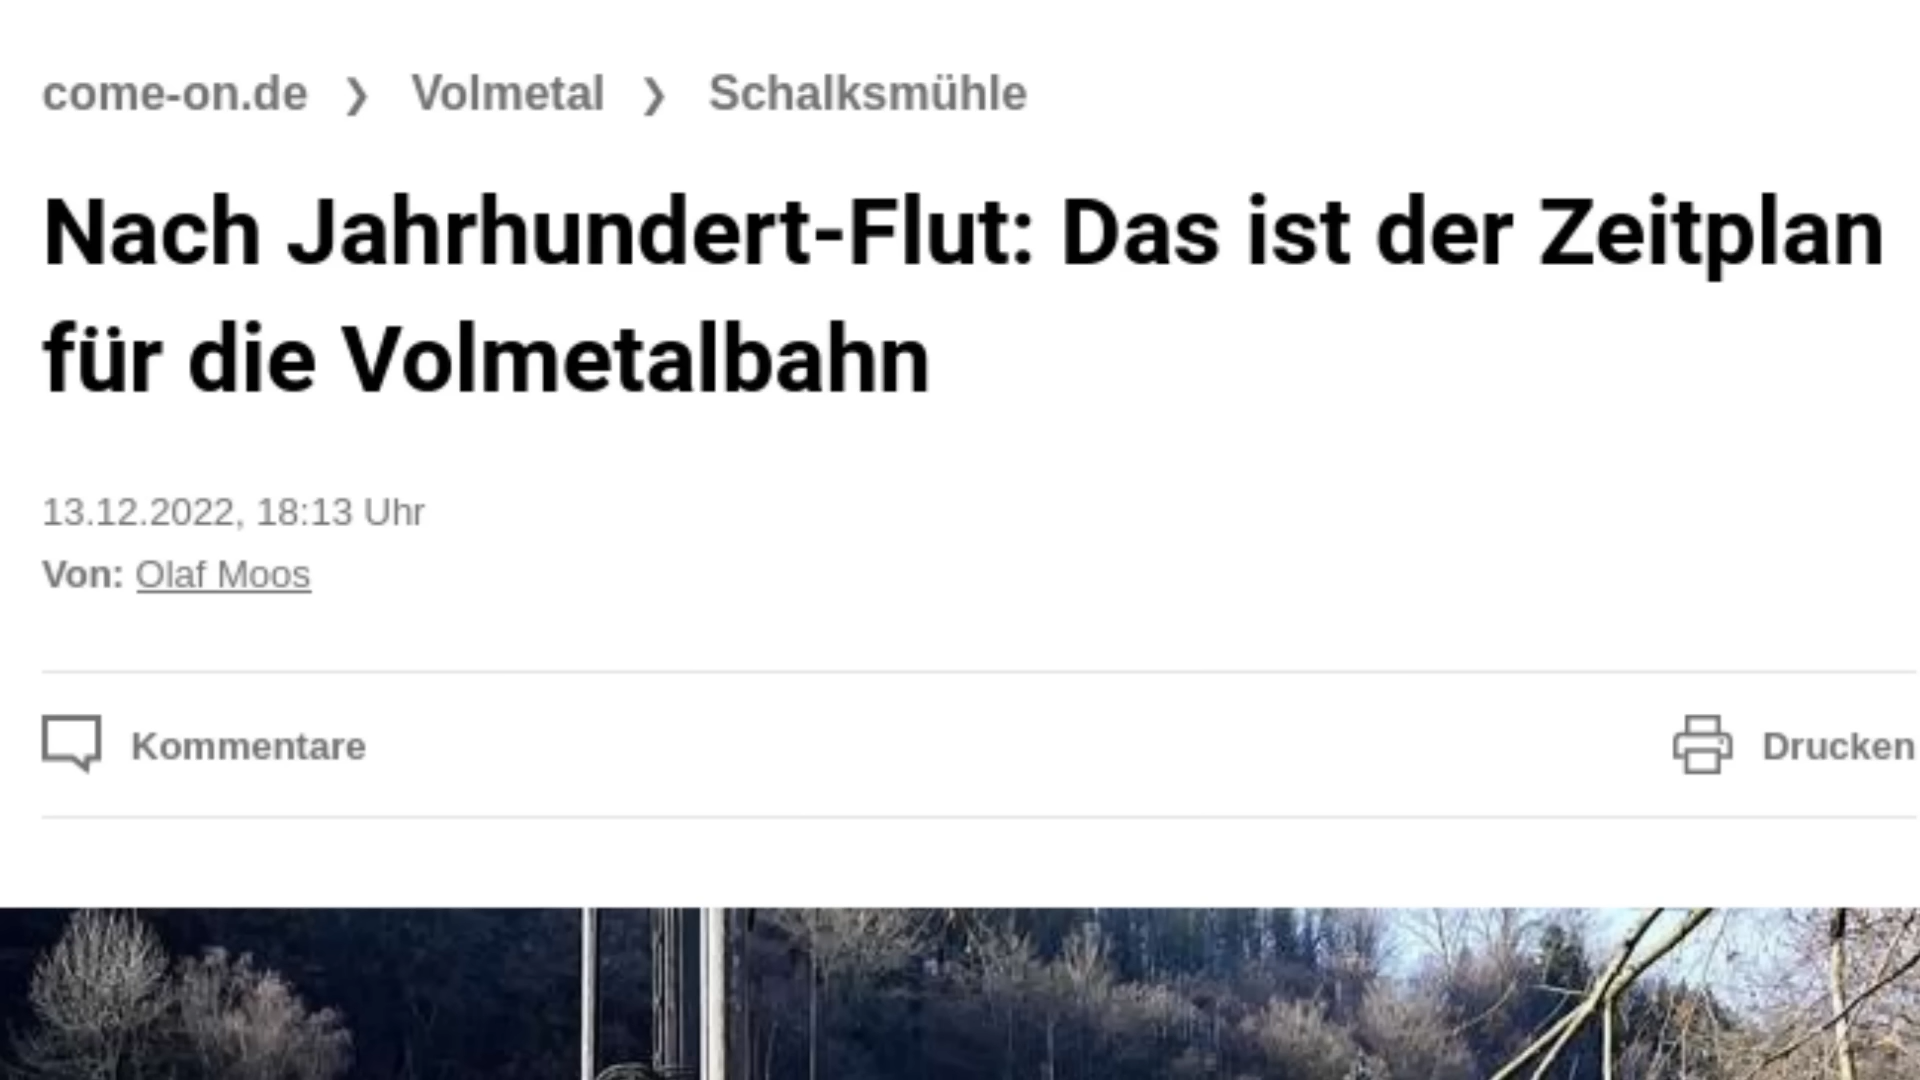 come-on.de ❯ Volmetal ❯ Schalksmühle
Nach Jahrhundert-Flut: Das ist der Zeitplan
für die Volmetalbahn
13.12.2022, 18:13 Uhr
Von: Olaf Moos
Kommentare
Drucken